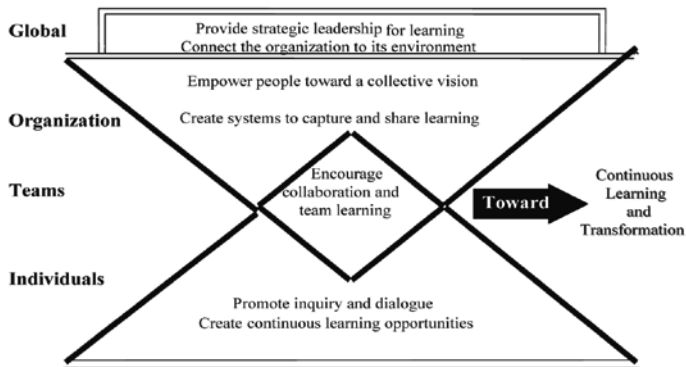 Global
Provide strategic leadership for learning
Connect the organization to its environment
Empower people toward a collective vision
Organization
Create systems to capture and share learning
Teams
Encourage
collaboration and
team learning
Toward
Continuous
Learning
and
Transformation
Individuals
Promote inquiry and dialogue
Create continuous learning opportunities